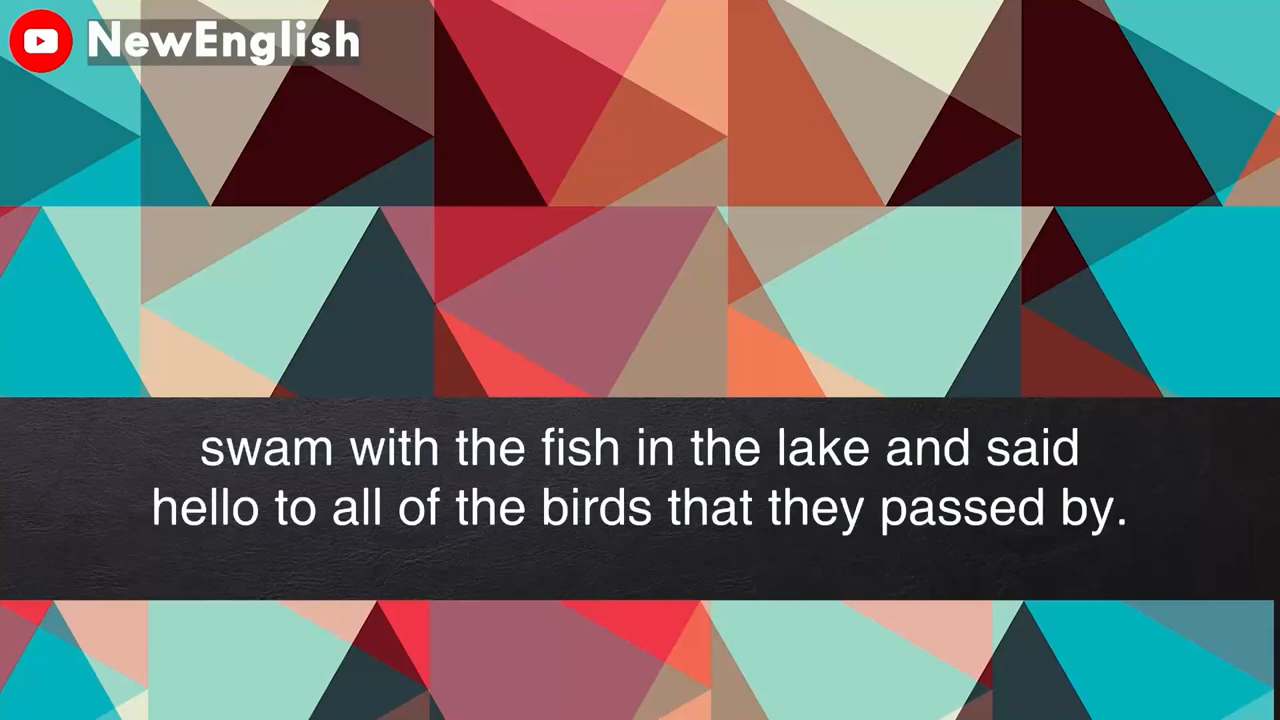 NewEnglish
swam with the fish in the lake and said
hello to all of the birds that they passed by.